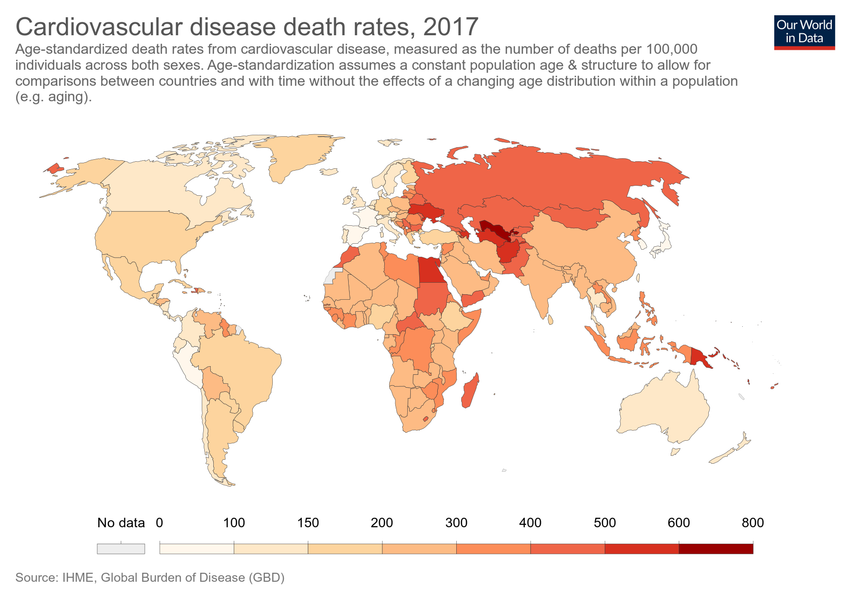 Cardiovascular disease death rates, 2017
Our World
in Data
Age-standardized death rates from cardiovascular disease, measured as the number of deaths per 100,000
individuals across both sexes. Age-standardization assumes a constant population age & structure to allow for
comparisons between countries and with time without the effects of a changing age distribution within a population
(e.g. aging).
No data 0 100 150 200 300 400 500 600 800
Source: IHME, Global Burden of Disease (GBD)